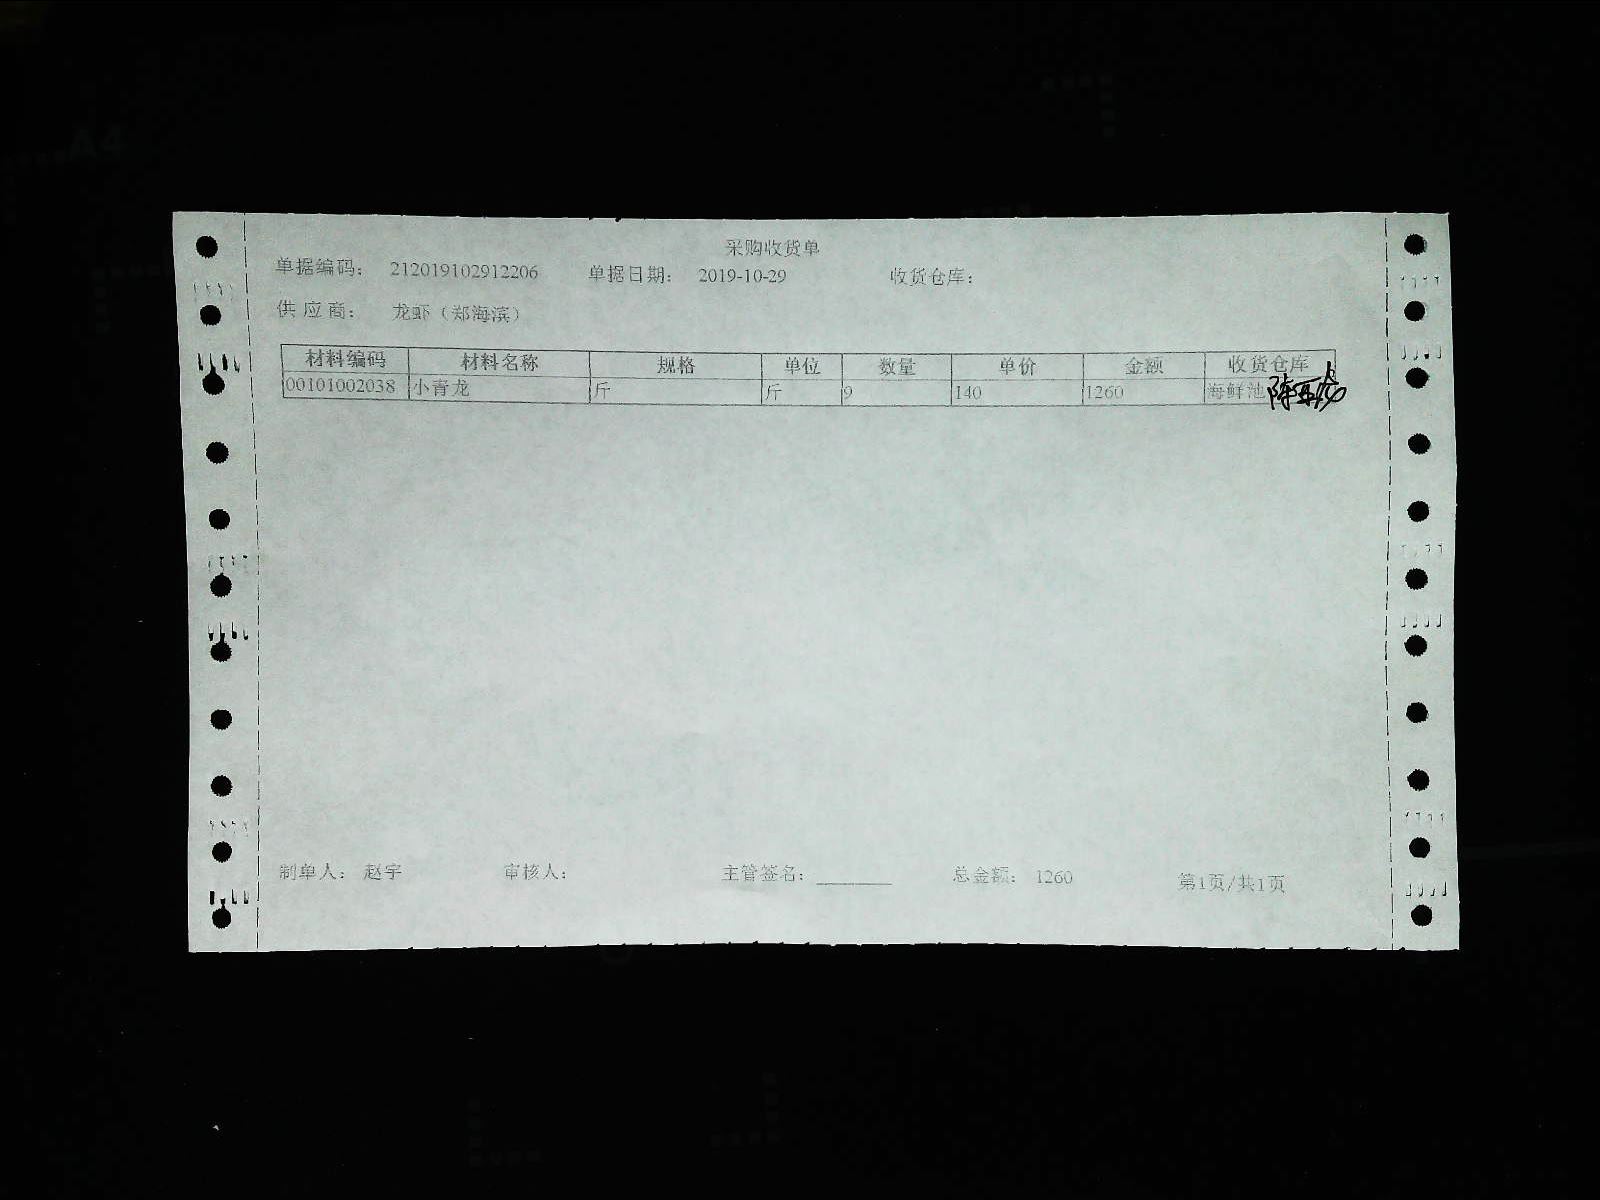 采购收货单
单据编码: 212019102912206 单据日期: 2019-10-29 收货仓库:
供应商: 龙虾（郑海滨）
材料编码 材料名称 规格 单位 数量 单价 金额 收货仓库
00101002038 小青龙 斤 斤 9 140 1260 海鲜池
制单人: 赵宇 审核人: 主管签名: 总金额: 1260 第1页/共1页